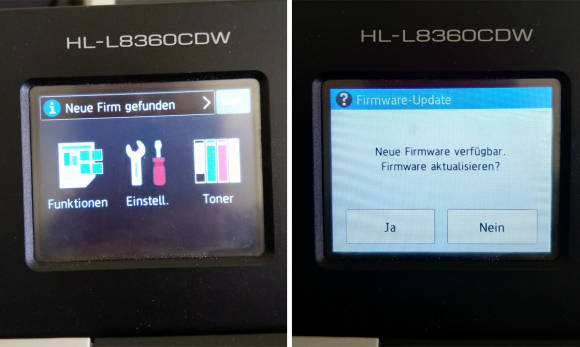 HL-L8360CDW
Neue Firm gefunden
Funktionen
Einstell.
Toner
HL-L8360CDW
Firmware-Update
Neue Firmware verfügbar.
Firmware aktualisieren?
Ja
Nein